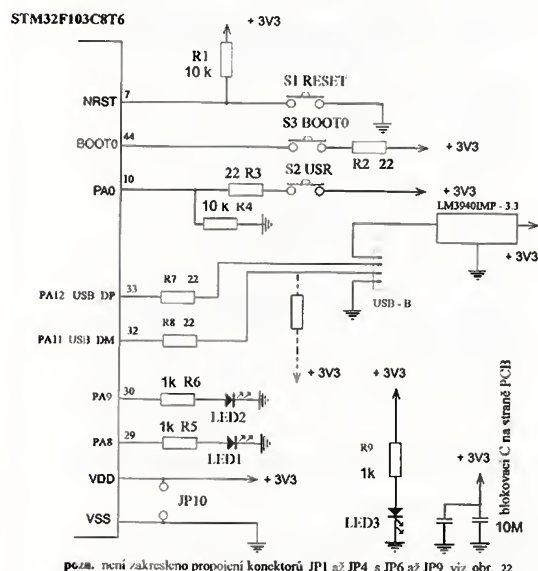 STM32F103C8T6
+ 3V3
R1
10 k
NRST
7
S1 RESET
S3 BOOT0
BOOT0
44
R2 22
+ 3V3
PA0
10
22 R3
S2 USR
+ 3V3
10 k R4
LM3940IMP - 3.3
+ 3V3
USB - B
PA12 USB DP
33
R7 22
PA11 USB DM
32
R8 22
+ 3V3
+ 3V3
PA9
30
1k R6
LED2
PA8
29
1k R5
LED1
R9
1k
LED3
VDD
+ 3V3
JP10
VSS
+ 3V3
10M
blokovací C na straně PCB
pozn. není zakresleno propojení konektorů JP1 až JP4 s JP6 až JP9 viz obr. 22